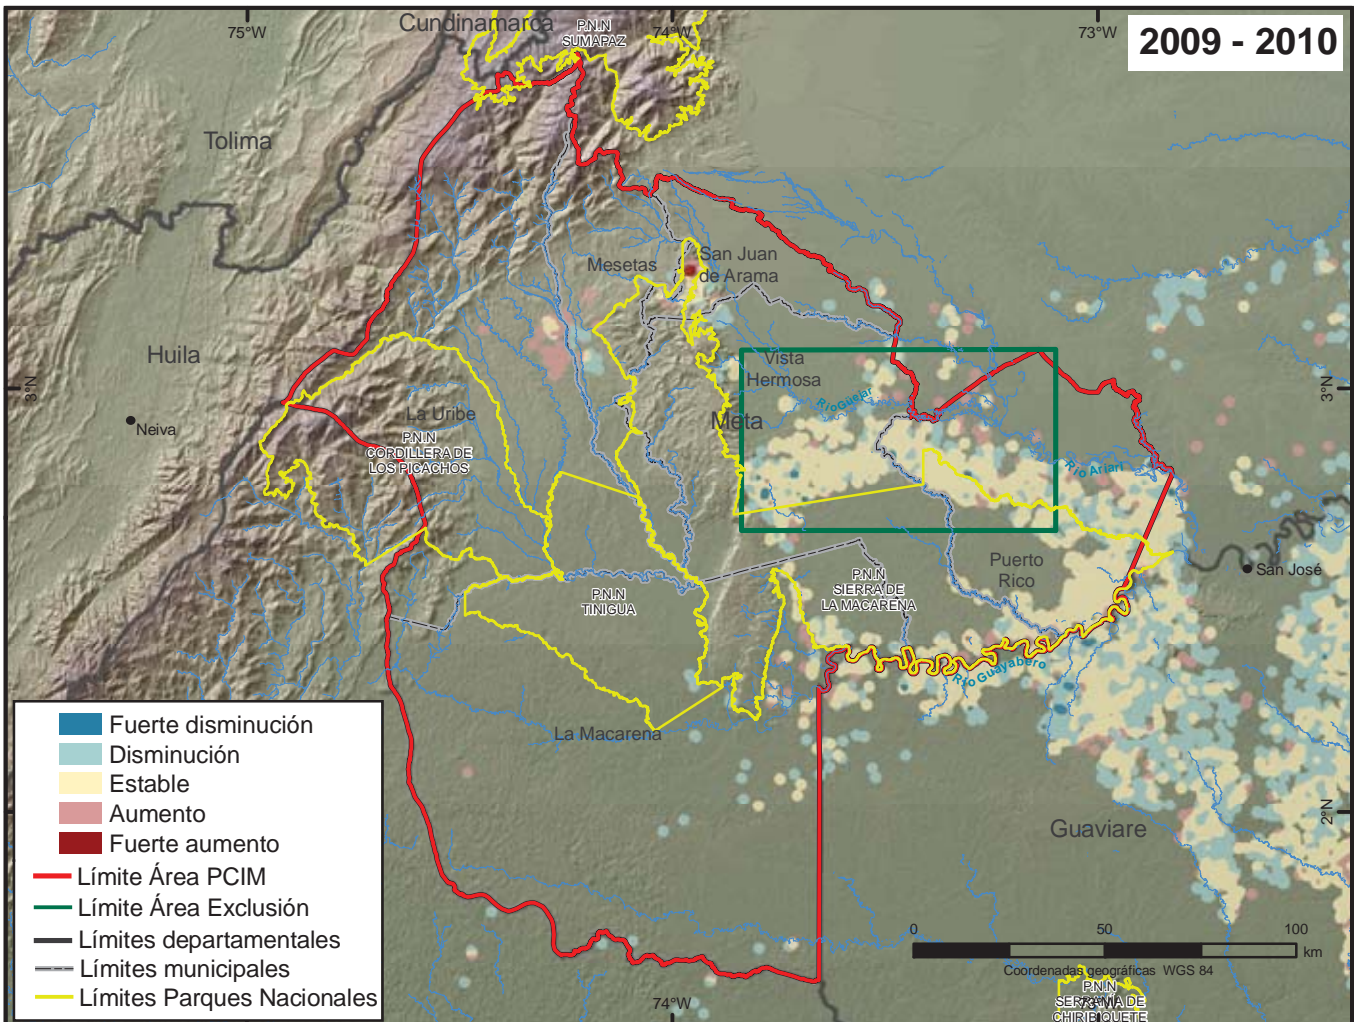 75°W
Cundinamarca
P.N.N
SUMAPAZ
74°W
73°W
2009 - 2010
Tolima
Mesetas
San Juan
de Arama
Huila
3°N
Neiva
La Uribe
P.N.N
CORDILLERA DE
LOS PICACHOS
Vista
Hermosa
Río Güejar
Meta
Río Ariari
3°N
San José
Puerto
Rico
P.N.N
TINIGUA
P.N.N
SIERRA DE
LA MACARENA
Río Guayabero
La Macarena
Guaviare
2°N
Fuerte disminución
Disminución
Estable
Aumento
Fuerte aumento
Límite Área PCIM
Límite Área Exclusión
Límites departamentales
Límites municipales
Límites Parques Nacionales
0 50 100
km
Coordenadas geográficas WGS 84
74°W
P.N.N
SERRANÍA DE
CHIRIBIQUETE